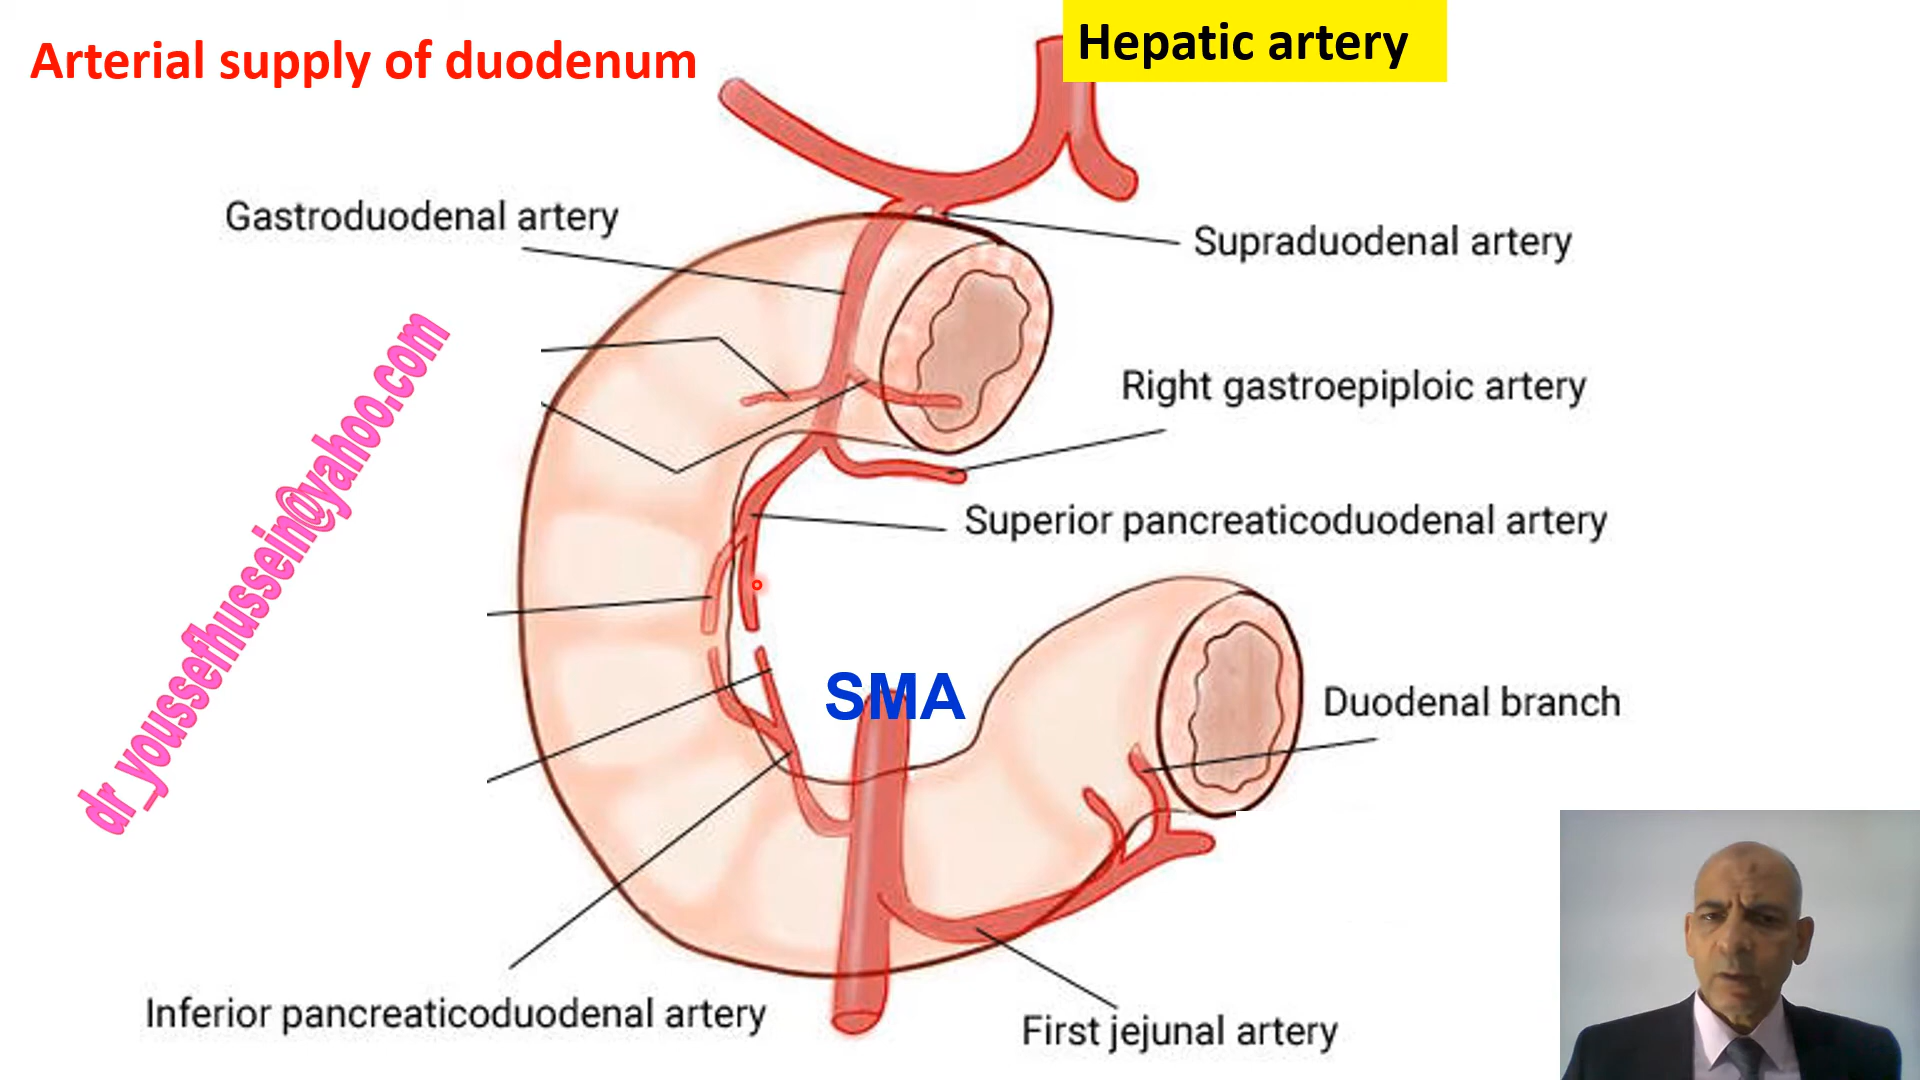 Arterial supply of duodenum
Hepatic artery
Gastroduodenal artery
Supraduodenal artery
Right gastroepiploic artery
Superior pancreaticoduodenal artery
dr_youssefhussein@yahoo.com
SMA
Duodenal branch
Inferior pancreaticoduodenal artery
First jejunal artery